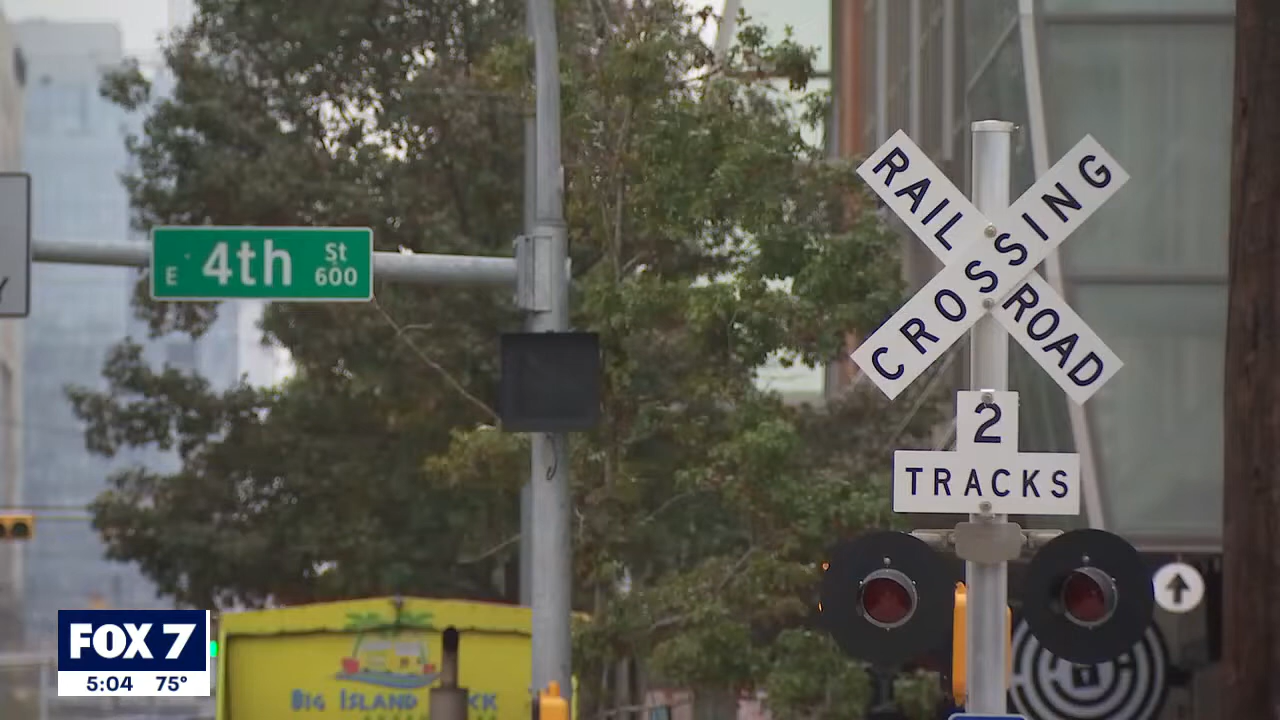 E 4th St 600
RAIL ROAD
CROSSING
2
TRACKS
BIG ISLAND
FOX 7
5:04 75°